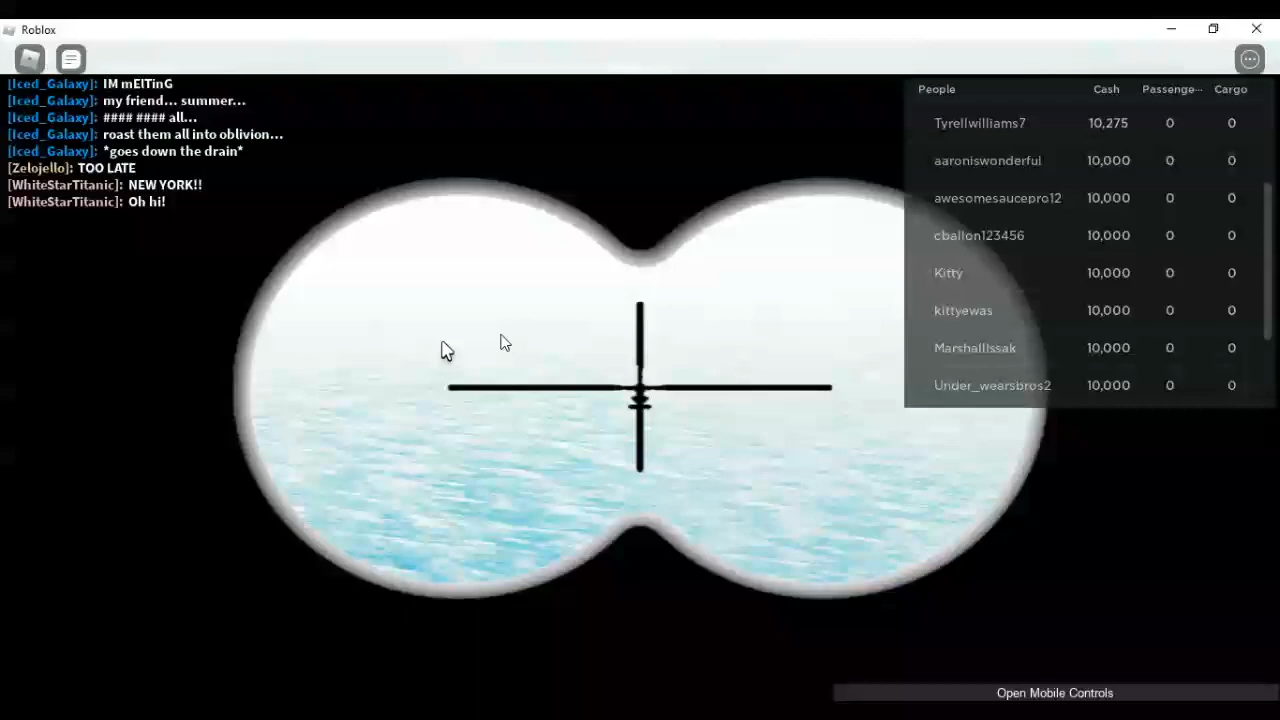 Roblox
[Iced_Galaxy]: IM mElTinG
[Iced_Galaxy]: my friend... summer...
[Iced_Galaxy]: #### #### all...
[Iced_Galaxy]: roast them all into oblivion...
[Iced_Galaxy]: *goes down the drain*
[Zelojello]: TOO LATE
[WhiteStarTitanic]: NEW YORK!!
[WhiteStarTitanic]: Oh hi!
People Cash Passenge... Cargo
Tyrellwilliams7 10,275 0 0
aaroniswonderful 10,000 0 0
awesomesaucepro12 10,000 0 0
cballon123456 10,000 0 0
Kitty 10,000 0 0
kittyewas 10,000 0 0
MarshallIssak 10,000 0 0
Under_wearsbros2 10,000 0 0
Open Mobile Controls